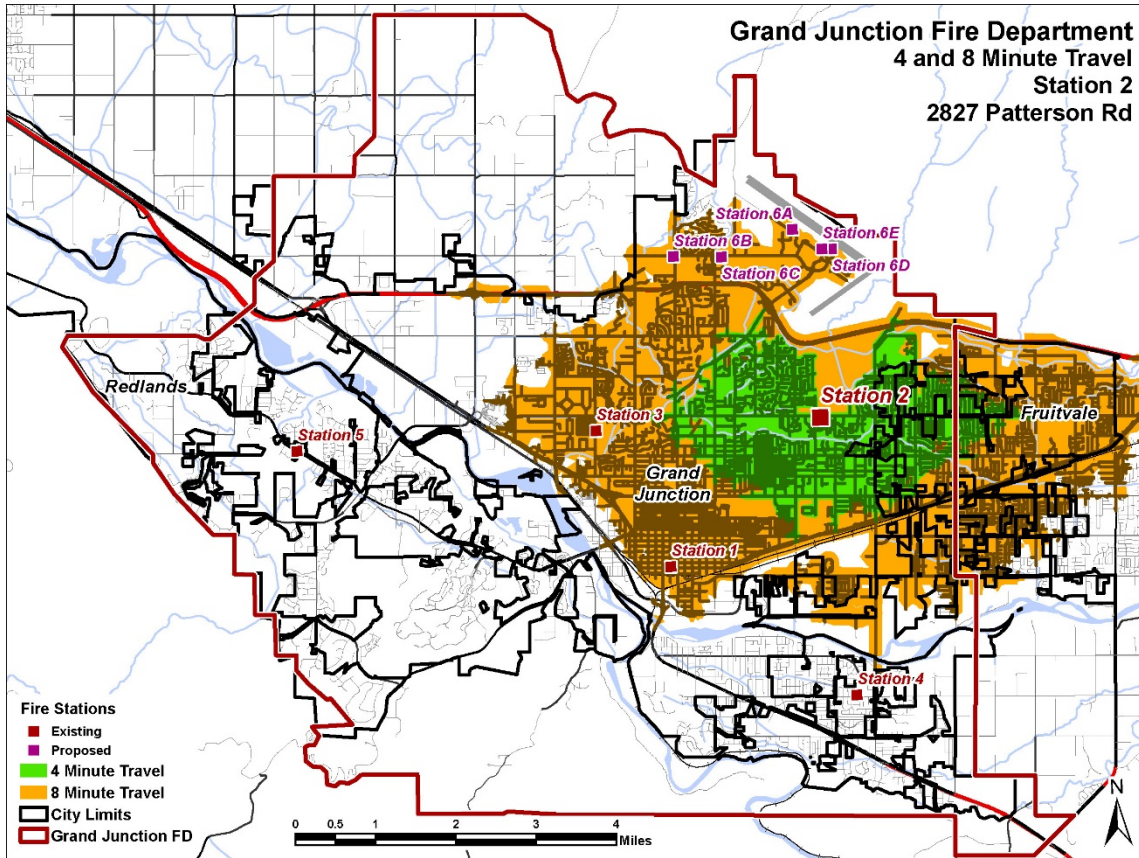 Grand Junction Fire Department
4 and 8 Minute Travel
Station 2
2827 Patterson Rd
Station 6A
Station 6B
Station 6E
Station 6C
Station 6D
Redlands
Station 2
Fruitvale
Station 3
Station 5
Grand
Junction
Station 1
Station 4
Fire Stations
Existing
Proposed
4 Minute Travel
8 Minute Travel
City Limits
Grand Junction FD
0 0.5 1 2 3 4
Miles
N